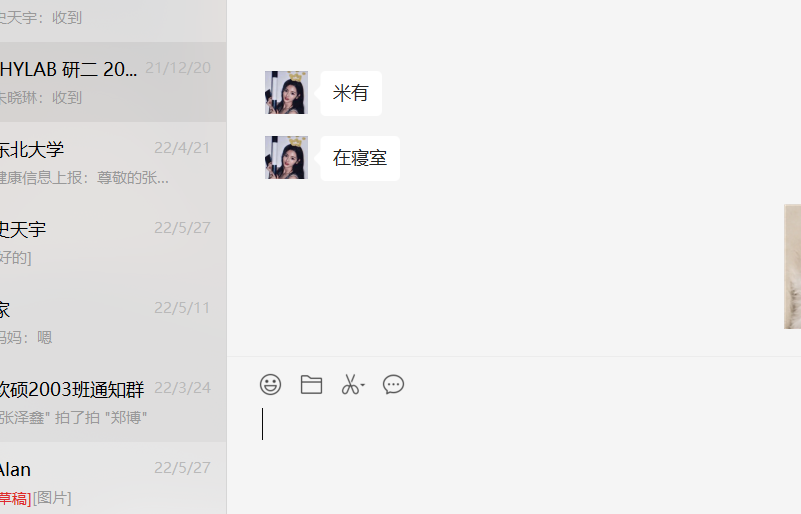 史天宇：收到
HYLAB 研二 20... 21/12/20
朱晓琳：收到
东北大学 22/4/21
健康信息上报：尊敬的张...
史天宇 22/5/27
好的]
家 22/5/11
妈妈：嗯
软硕2003班通知群 22/3/24
张泽鑫" 拍了拍 "郑博"
Alan 22/5/27
草稿][图片]
米有
在寝室